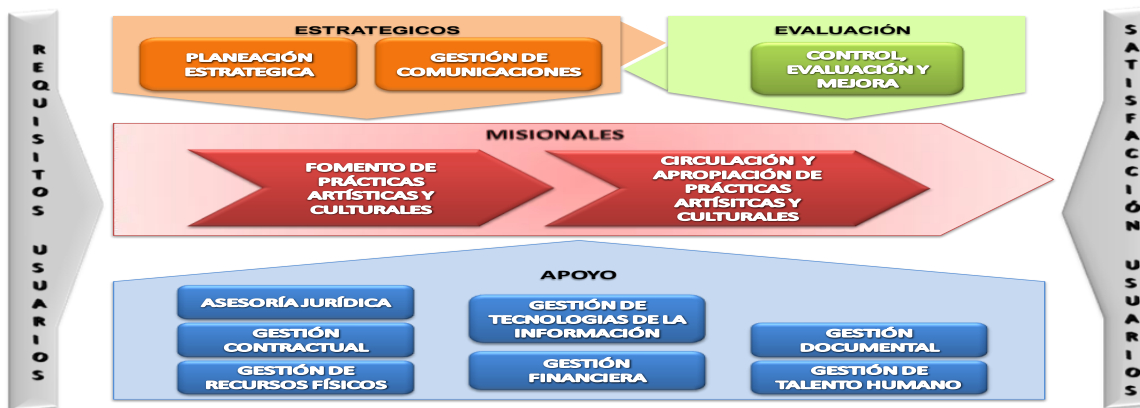 REQUISITOS USUARIOS
ESTRATEGICOS
PLANEACIÓN
ESTRATEGICA
GESTIÓN DE
COMUNICACIONES
EVALUACIÓN
CONTROL,
EVALUACIÓN Y
MEJORA
MISIONALES
FOMENTO DE
PRÁCTICAS
ARTÍSTICAS Y
CULTURALES
CIRCULACIÓN Y
APROPIACIÓN DE
PRÁCTICAS
ARTÍSITCAS Y
CULTURALES
APOYO
ASESORÍA JURÍDICA
GESTIÓN
CONTRACTUAL
GESTIÓN DE
RECURSOS FÍSICOS
GESTIÓN DE
TECNOLOGIAS DE LA
INFORMACIÓN
GESTIÓN
FINANCIERA
GESTIÓN
DOCUMENTAL
GESTIÓN DE
TALENTO HUMANO
SATISFACCIÓN USUARIOS